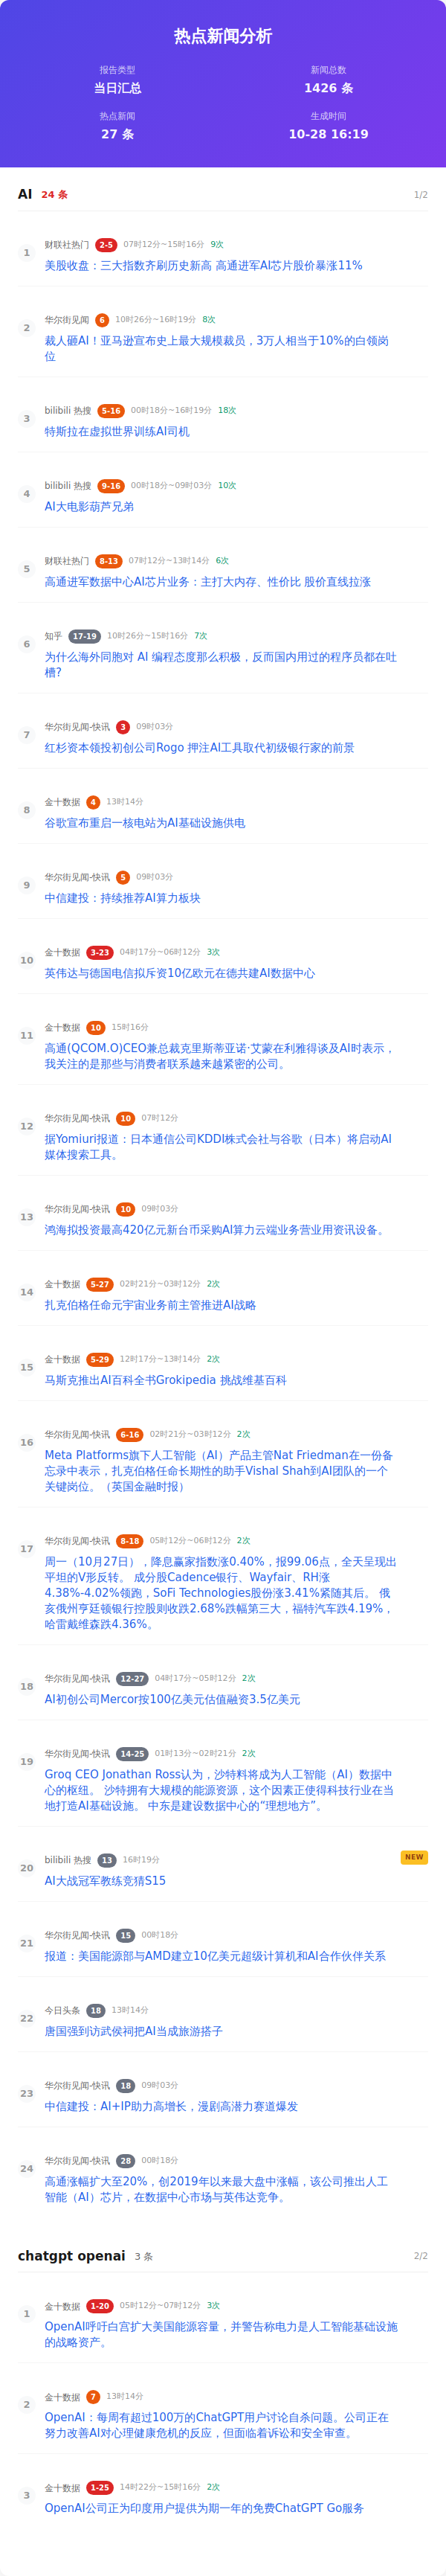 热点新闻分析
报告类型
新闻总数
当日汇总
1426 条
热点新闻
生成时间
27 条
10-28 16:19
AI 24 条 1/2
1
财联社热门 2-5 07时12分~15时16分 9次
美股收盘：三大指数齐刷历史新高 高通进军AI芯片股价暴涨11%
2
华尔街见闻 6 10时26分~16时19分 8次
裁人砸AI！亚马逊宣布史上最大规模裁员，3万人相当于10%的白领岗
位
3
bilibili 热搜 5-16 00时18分~16时19分 18次
特斯拉在虚拟世界训练AI司机
4
bilibili 热搜 9-16 00时18分~09时03分 10次
AI大电影葫芦兄弟
5
财联社热门 8-13 07时12分~13时14分 6次
高通进军数据中心AI芯片业务：主打大内存、性价比 股价直线拉涨
6
知乎 17-19 10时26分~15时16分 7次
为什么海外同胞对 AI 编程态度那么积极，反而国内用过的程序员都在吐
槽?
7
华尔街见闻-快讯 3 09时03分
红杉资本领投初创公司Rogo 押注AI工具取代初级银行家的前景
8
金十数据 4 13时14分
谷歌宣布重启一核电站为AI基础设施供电
9
华尔街见闻-快讯 5 09时03分
中信建投：持续推荐AI算力板块
10
金十数据 3-23 04时17分~06时12分 3次
英伟达与德国电信拟斥资10亿欧元在德共建AI数据中心
11
金十数据 10 15时16分
高通(QCOM.O)CEO兼总裁克里斯蒂亚诺·艾蒙在利雅得谈及AI时表示，
我关注的是那些与消费者联系越来越紧密的公司。
12
华尔街见闻-快讯 10 07时12分
据Yomiuri报道：日本通信公司KDDI株式会社与谷歌（日本）将启动AI
媒体搜索工具。
13
华尔街见闻-快讯 10 09时03分
鸿海拟投资最高420亿元新台币采购AI算力云端业务营业用资讯设备。
14
金十数据 5-27 02时21分~03时12分 2次
扎克伯格任命元宇宙业务前主管推进AI战略
15
金十数据 5-29 12时17分~13时14分 2次
马斯克推出AI百科全书Grokipedia 挑战维基百科
16
华尔街见闻-快讯 6-16 02时21分~03时12分 2次
Meta Platforms旗下人工智能（AI）产品主管Nat Friedman在一份备
忘录中表示，扎克伯格任命长期性的助手Vishal Shah到AI团队的一个
关键岗位。（英国金融时报）
17
华尔街见闻-快讯 8-18 05时12分~06时12分 2次
周一（10月27日），降息赢家指数涨0.40%，报99.06点，全天呈现出
平坦的V形反转。 成分股Cadence银行、Wayfair、RH涨
4.38%-4.02%领跑，SoFi Technologies股份涨3.41%紧随其后。 俄
亥俄州亨廷顿银行控股则收跌2.68%跌幅第三大，福特汽车跌4.19%，
哈雷戴维森跌4.36%。
18
华尔街见闻-快讯 12-27 04时17分~05时12分 2次
AI初创公司Mercor按100亿美元估值融资3.5亿美元
19
华尔街见闻-快讯 14-25 01时13分~02时21分 2次
Groq CEO Jonathan Ross认为，沙特料将成为人工智能（AI）数据中
心的枢纽。 沙特拥有大规模的能源资源，这个因素正使得科技行业在当
地打造AI基础设施。 中东是建设数据中心的“理想地方”。
20
bilibili 热搜 13 16时19分 NEW
AI大战冠军教练竞猜S15
21
华尔街见闻-快讯 15 00时18分
报道：美国能源部与AMD建立10亿美元超级计算机和AI合作伙伴关系
22
今日头条 18 13时14分
唐国强到访武侯祠把AI当成旅游搭子
23
华尔街见闻-快讯 18 09时03分
中信建投：AI+IP助力高增长，漫剧高潜力赛道爆发
24
华尔街见闻-快讯 28 00时18分
高通涨幅扩大至20%，创2019年以来最大盘中涨幅，该公司推出人工
智能（AI）芯片，在数据中心市场与英伟达竞争。
chatgpt openai 3 条 2/2
1
金十数据 1-20 05时12分~07时12分 3次
OpenAI呼吁白宫扩大美国能源容量，并警告称电力是人工智能基础设施
的战略资产。
2
金十数据 7 13时14分
OpenAI：每周有超过100万的ChatGPT用户讨论自杀问题。公司正在
努力改善AI对心理健康危机的反应，但面临着诉讼和安全审查。
3
金十数据 1-25 14时22分~15时16分 2次
OpenAI公司正为印度用户提供为期一年的免费ChatGPT Go服务